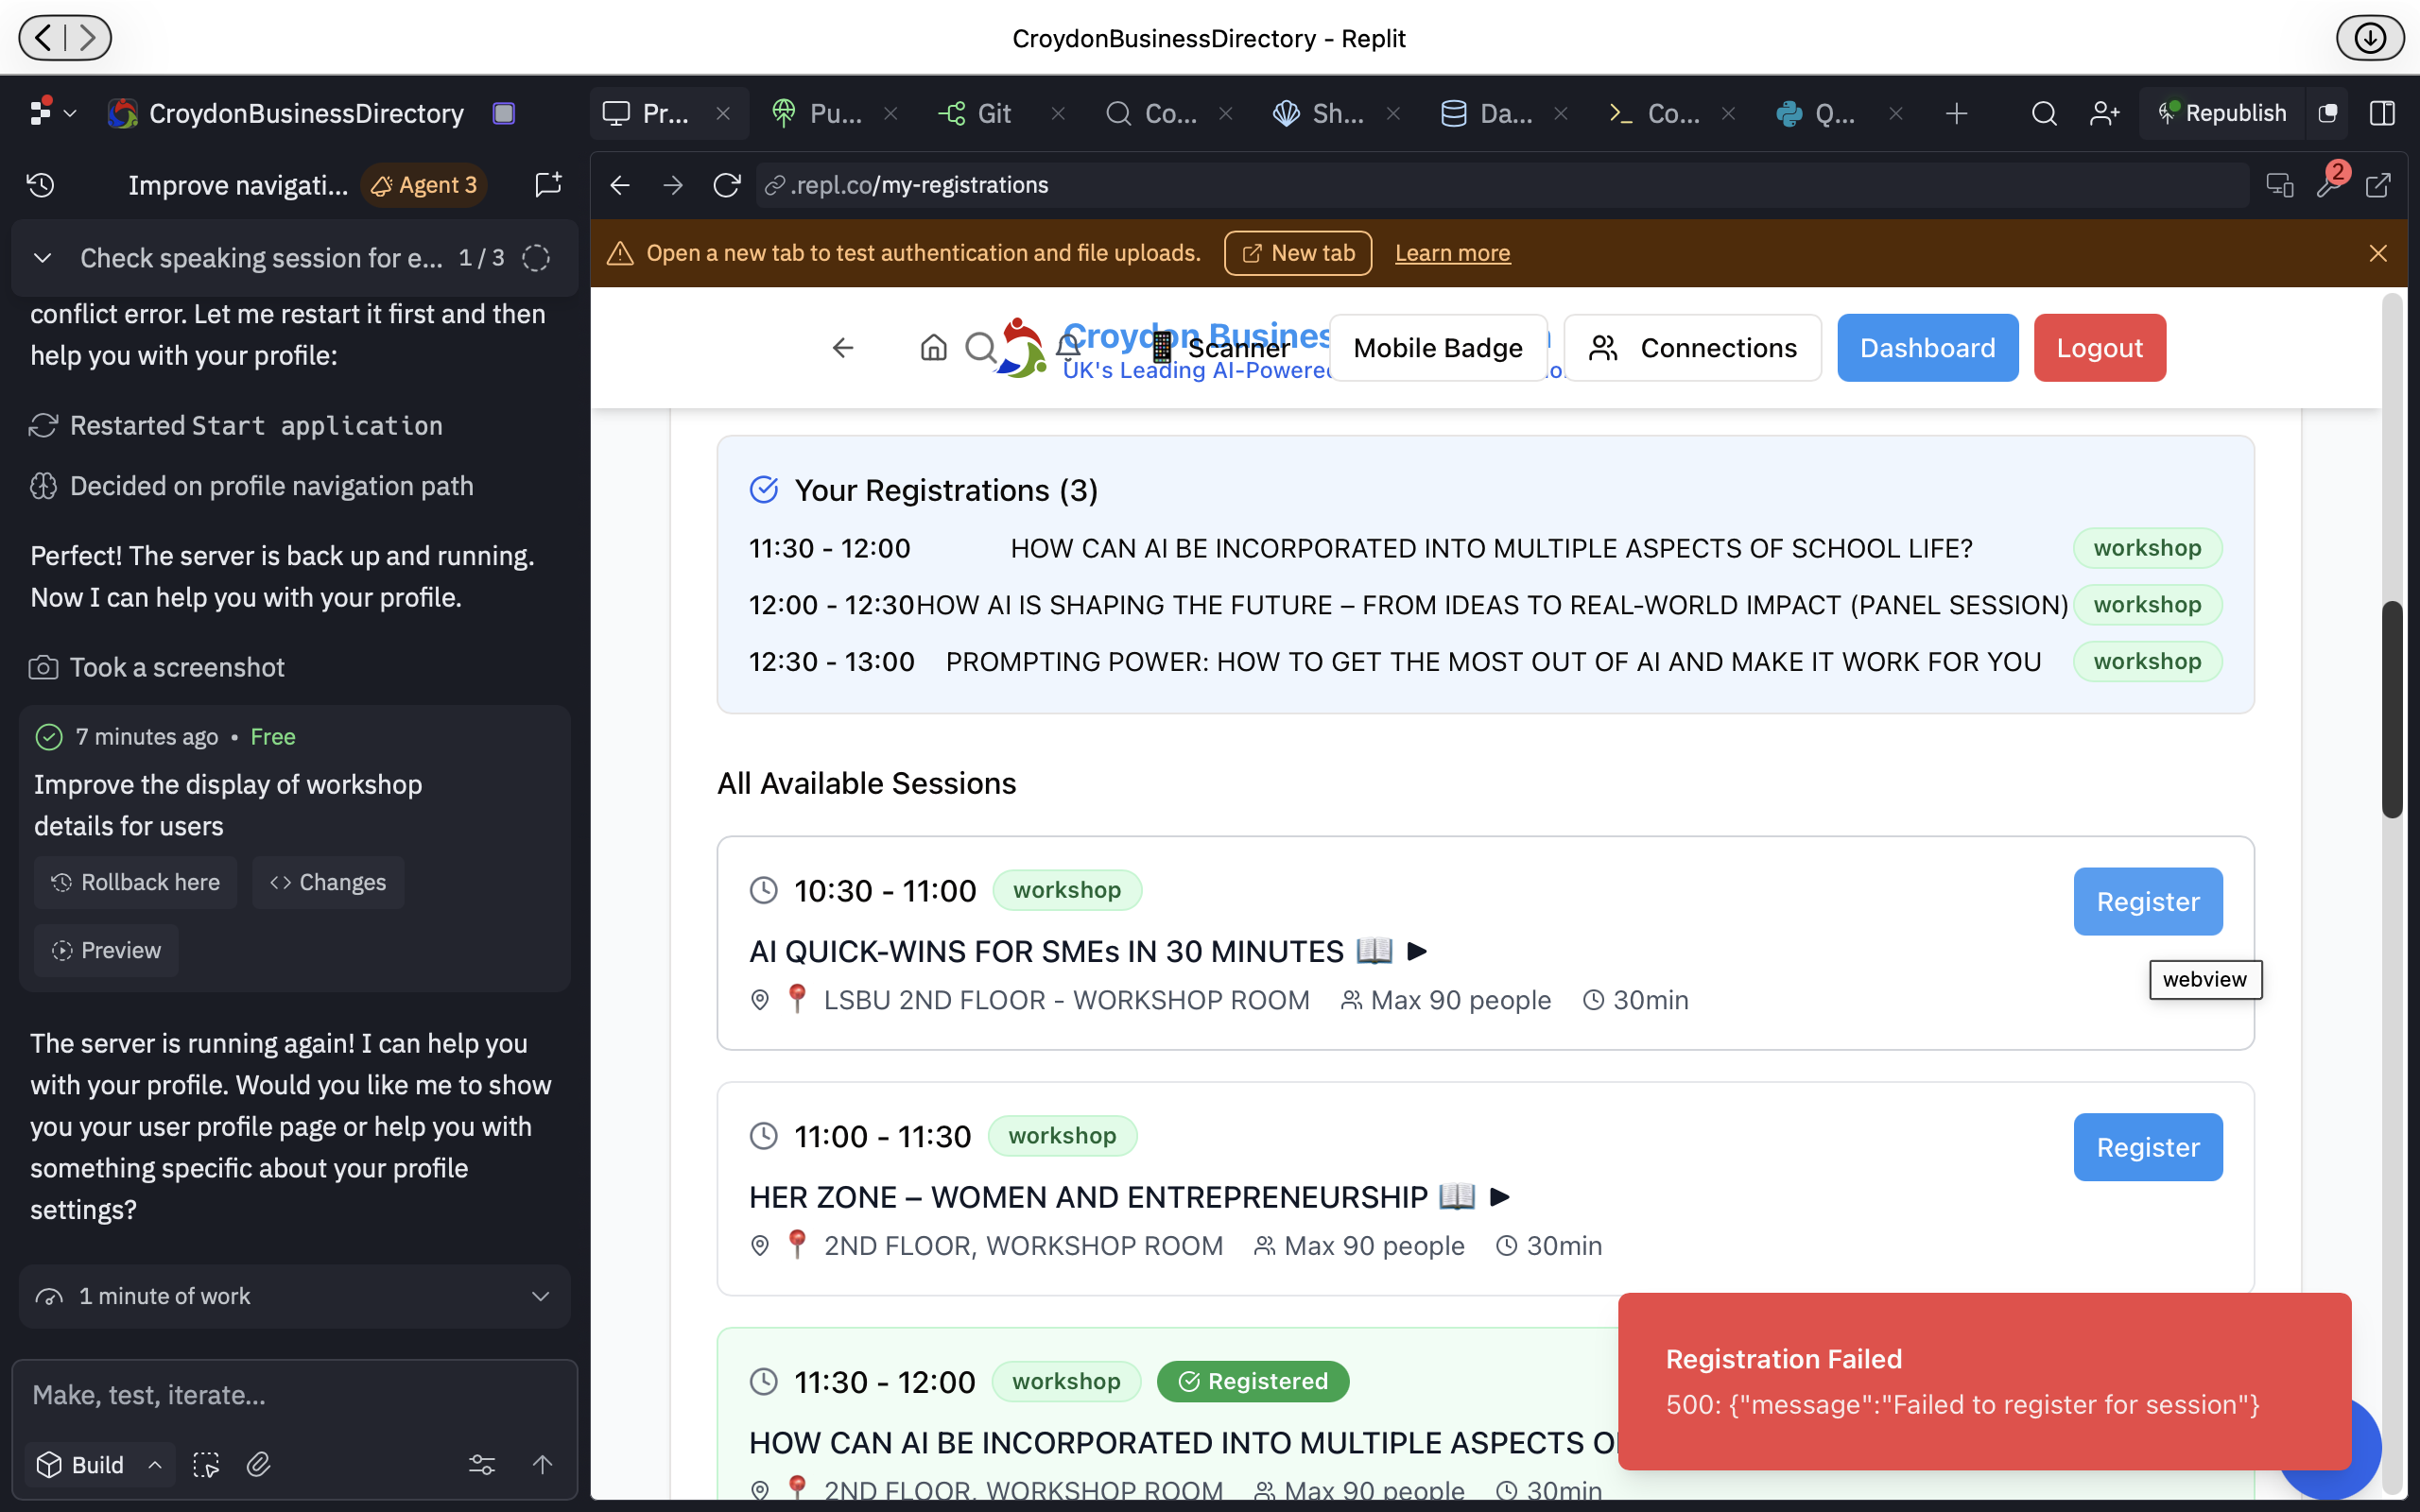 CroydonBusinessDirectory - Replit
CroydonBusinessDirectory
Pr...
Pu...
Git
Co...
Sh...
Da...
Co...
Q...
Republish
Improve navigati...
Agent 3
.repl.co/my-registrations
2
Check speaking session for e...
1 / 3
Open a new tab to test authentication and file uploads.
New tab
Learn more
conflict error. Let me restart it first and then
help you with your profile:
Restarted Start application
Decided on profile navigation path
Perfect! The server is back up and running.
Now I can help you with your profile.
Took a screenshot
7 minutes ago • Free
Improve the display of workshop
details for users
Rollback here
Changes
Preview
The server is running again! I can help you
with your profile. Would you like me to show
you your user profile page or help you with
something specific about your profile
settings?
1 minute of work
Make, test, iterate...
Build
Croydon Busines
UK's Leading AI-Powered
Scanner
Mobile Badge
Connections
Dashboard
Logout
Your Registrations (3)
11:30 - 12:00 HOW CAN AI BE INCORPORATED INTO MULTIPLE ASPECTS OF SCHOOL LIFE? workshop
12:00 - 12:30 HOW AI IS SHAPING THE FUTURE – FROM IDEAS TO REAL-WORLD IMPACT (PANEL SESSION) workshop
12:30 - 13:00 PROMPTING POWER: HOW TO GET THE MOST OUT OF AI AND MAKE IT WORK FOR YOU workshop
All Available Sessions
10:30 - 11:00 workshop
Register
AI QUICK-WINS FOR SMEs IN 30 MINUTES 📖 ▶
📍 LSBU 2ND FLOOR - WORKSHOP ROOM Max 90 people 30min
webview
11:00 - 11:30 workshop
Register
HER ZONE – WOMEN AND ENTREPRENEURSHIP 📖 ▶
📍 2ND FLOOR, WORKSHOP ROOM Max 90 people 30min
11:30 - 12:00 workshop Registered
HOW CAN AI BE INCORPORATED INTO MULTIPLE ASPECTS
📍 2ND FLOOR, WORKSHOP ROOM Max 90 people 30min
Registration Failed
500: {"message":"Failed to register for session"}